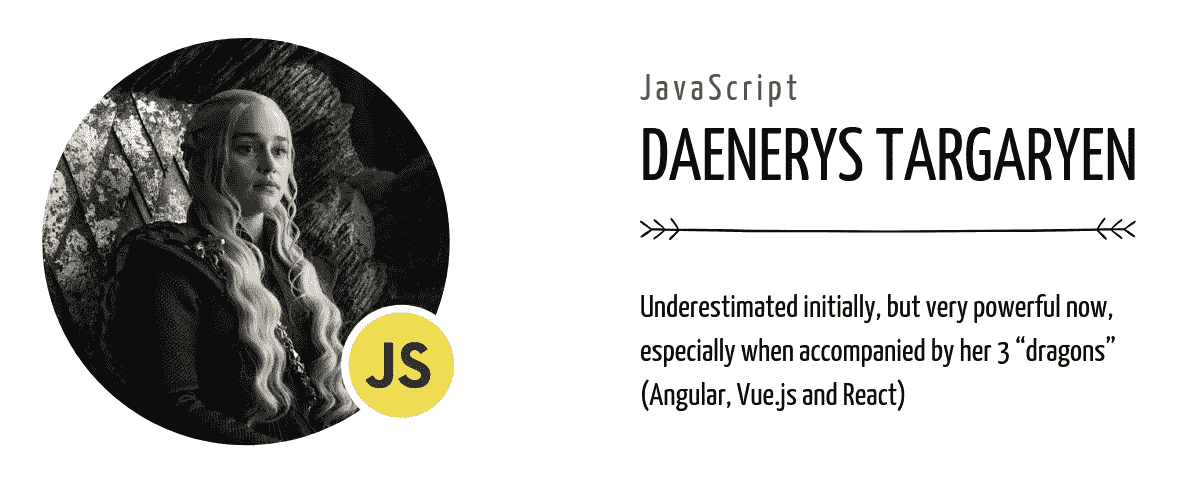 JavaScript
DAENERYS TARGARYEN
Underestimated initially, but very powerful now,
especially when accompanied by her 3 “dragons”
(Angular, Vue.js and React)
JS